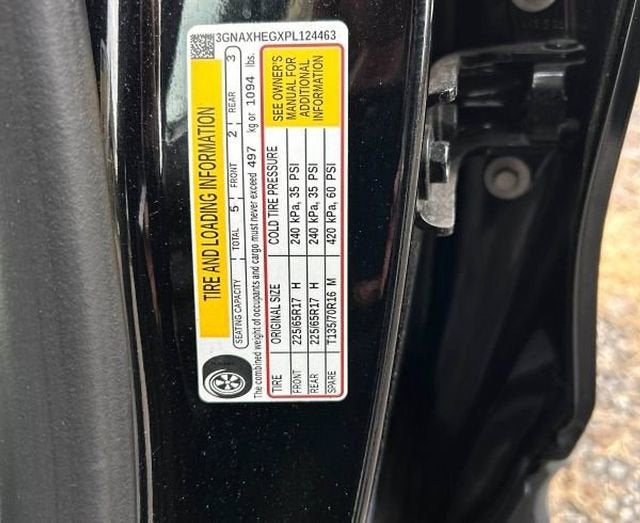 3GNAXHEGXPL124463
TIRE AND LOADING INFORMATION
SEATING CAPACITY TOTAL 5 FRONT 2 REAR 3
The combined weight of occupants and cargo must never exceed 497 kg or 1094 lbs.
TIRE ORIGINAL SIZE COLD TIRE PRESSURE
FRONT 225/65R17 H 240 kPa, 35 PSI
REAR 225/65R17 H 240 kPa, 35 PSI
SPARE T135/70R16 M 420 kPa, 60 PSI
SEE OWNER'S
MANUAL FOR
ADDITIONAL
INFORMATION